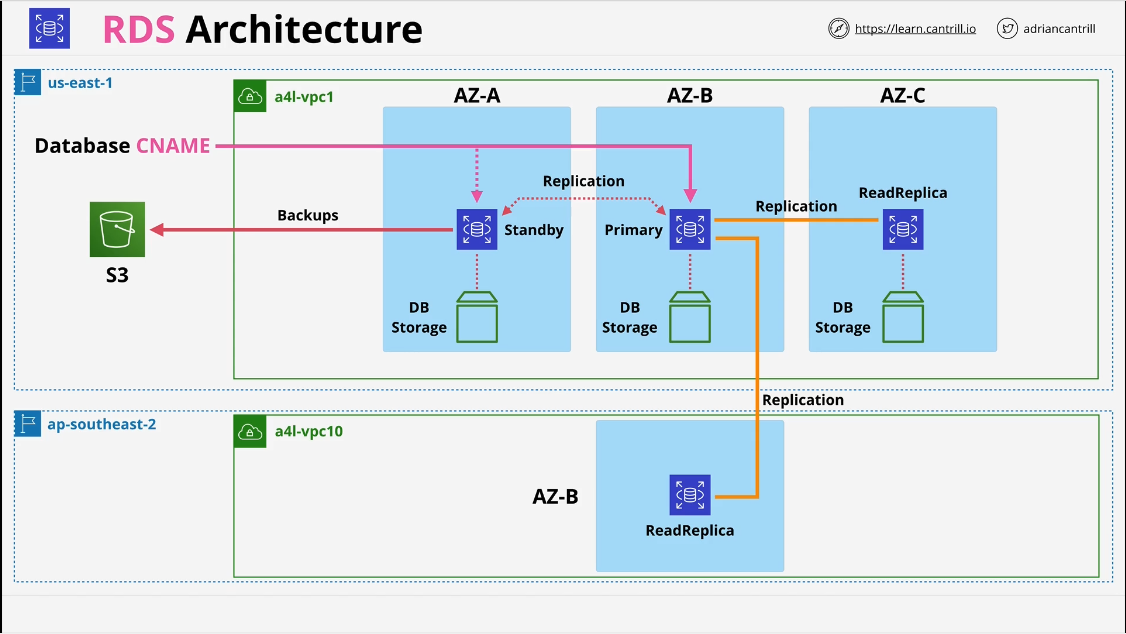 RDS Architecture
https://learn.cantrill.io
adriancantrill
us-east-1
a4l-vpc1
AZ-A
AZ-B
AZ-C
Database CNAME
Replication
ReadReplica
Replication
Backups
Standby
Primary
S3
DB
Storage
DB
Storage
DB
Storage
Replication
ap-southeast-2
a4l-vpc10
AZ-B
ReadReplica